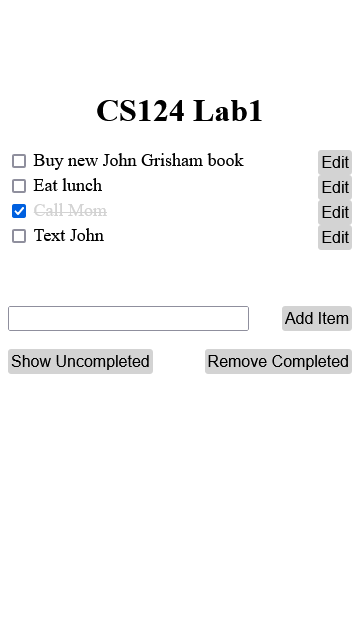 CS124 Lab1
Buy new John Grisham book Edit
Eat lunch Edit
Call Mom Edit
Text John Edit
Add Item
Show Uncompleted Remove Completed